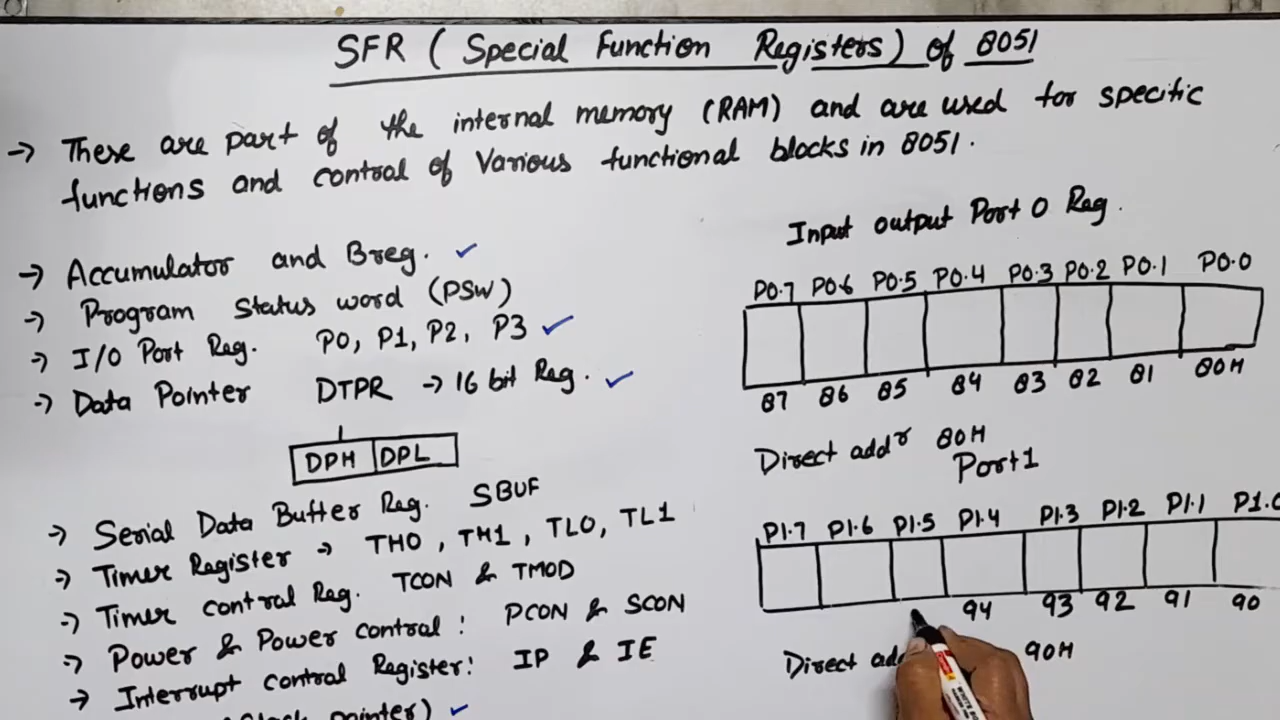 SFR ( Special Function Registers ) of 8051
→ These are part of the internal memory (RAM) and are used for specific
functions and control of Various functional blocks in 8051.
→ Accumulator and B reg. ✓
→ Program Status word (PSW)
→ I/O Port Reg. P0, P1, P2, P3 ✓
→ Data Pointer DTPR → 16 bit Reg. ✓
DPH DPL
→ Serial Data Buffer Reg. SBUF
→ Timer Register → TH0, TH1, TL0, TL1
→ Timer control Reg. TCON & TMOD
→ Power & Power control : PCON & SCON
→ Interrupt control Register: IP & IE
pointer) ✓
Input output Port 0 Reg.
P0.7 P0.6 P0.5 P0.4 P0.3 P0.2 P0.1 P0.0
87 86 85 84 83 82 81 80H
Direct addr 80H
Port1
P1.7 P1.6 P1.5 P1.4 P1.3 P1.2 P1.1 P1.0
94 93 92 91 90
Direct add 90H